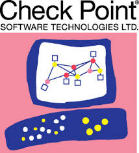 Check Point®
SOFTWARE TECHNOLOGIES LTD.